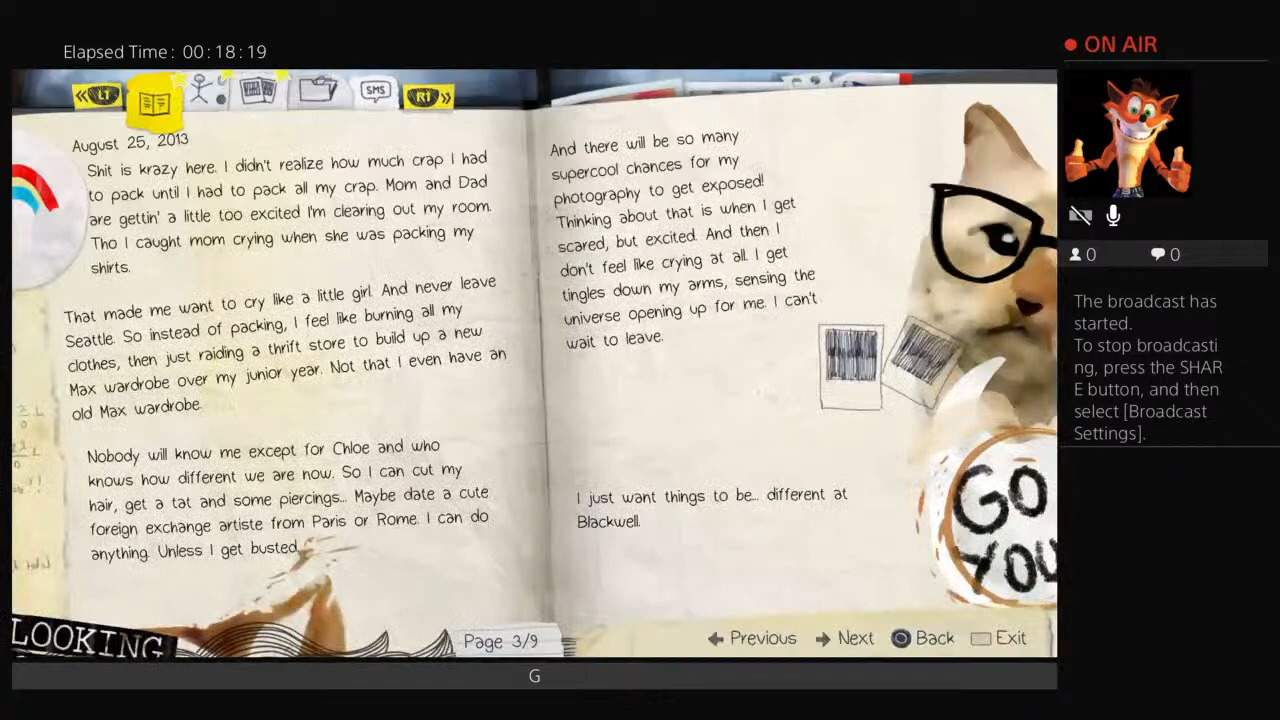 Elapsed Time: 00:18:19
ON AIR
LT
SMS
R1
August 25, 2013
Shit is krazy here. I didn't realize how much crap I had
to pack until I had to pack all my crap. Mom and Dad
are gettin' a little too excited I'm clearing out my room.
Tho I caught mom crying when she was packing my
shirts.
That made me want to cry like a little girl. And never leave
Seattle. So instead of packing, I feel like burning all my
clothes, then just raiding a thrift store to build up a new
Max wardrobe over my junior year. Not that I even have an
old Max wardrobe.
Nobody will know me except for Chloe and who
knows how different we are now. So I can cut my
hair, get a tat and some piercings... Maybe date a cute
foreign exchange artiste from Paris or Rome. I can do
anything. Unless I get busted.
And there will be so many
supercool chances for my
photography to get exposed!
Thinking about that is when I get
scared, but excited. And then I
don't feel like crying at all. I get
tingles down my arms, sensing the
universe opening up for me. I can't
wait to leave.
I just want things to be... different at
Blackwell.
GO
YOU
LOOKING
Page 3/9
Previous
Next
Back
Exit
G
0
0
The broadcast has
started.
To stop broadcasti
ng, press the SHAR
E button, and then
select [Broadcast
Settings].